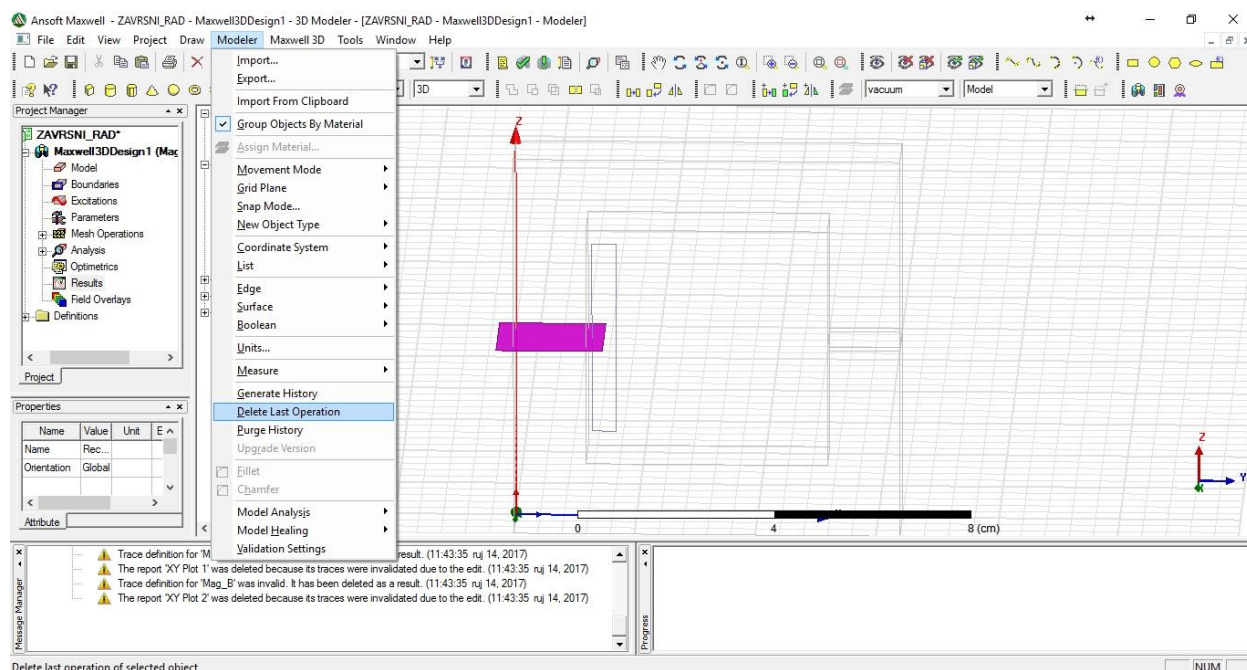 Ansoft Maxwell - ZAVRSNI_RAD - Maxwell3DDesign1 - 3D Modeler - [ZAVRSNI_RAD - Maxwell3DDesign1 - Modeler]
File Edit View Project Draw Modeler Maxwell 3D Tools Window Help
3D
vacuum
Model
Project Manager
ZAVRSNI_RAD*
Maxwell3DDesign1 (Mag
Model
Boundaries
Excitations
Parameters
Mesh Operations
Analysis
Optimetrics
Results
Field Overlays
Definitions
Project
Properties
Name Value Unit E
Name Rec...
Orientation Global
Attribute
Import...
Export...
Import From Clipboard
Group Objects By Material
Assign Material...
Movement Mode
Grid Plane
Snap Mode...
New Object Type
Coordinate System
List
Edge
Surface
Boolean
Units...
Measure
Generate History
Delete Last Operation
Purge History
Upgrade Version
Fillet
Chamfer
Model Analysis
Model Healing
Validation Settings
Z
Z
Y
X
0 4 8 (cm)
Message Manager
Trace definition for 'M
result. (11:43:35 ruj 14, 2017)
The report 'XY Plot 1' was deleted because its traces were invalidated due to the edit. (11:43:35 ruj 14, 2017)
Trace definition for 'Mag_B' was invalid. It has been deleted as a result. (11:43:35 ruj 14, 2017)
The report 'XY Plot 2' was deleted because its traces were invalidated due to the edit. (11:43:35 ruj 14, 2017)
Progress
Delete last operation of selected object
NUM